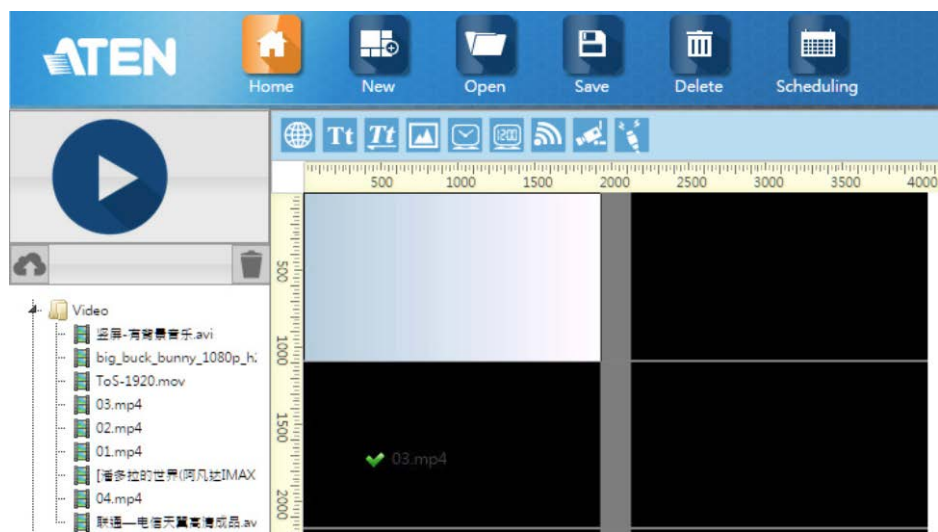 ATEN
Home
New
Open
Save
Delete
Scheduling
Tt
Tt
12:00
500 1000 1500 2000 2500 3000 3500 4000
500
1000
1500
2000
Video
竖屏-有背景音乐.avi
big_buck_bunny_1080p_h
ToS-1920.mov
03.mp4
02.mp4
01.mp4
[潘多拉的世界(阿凡达IMAX
04.mp4
联通—电信天翼高清成品.av
03.mp4